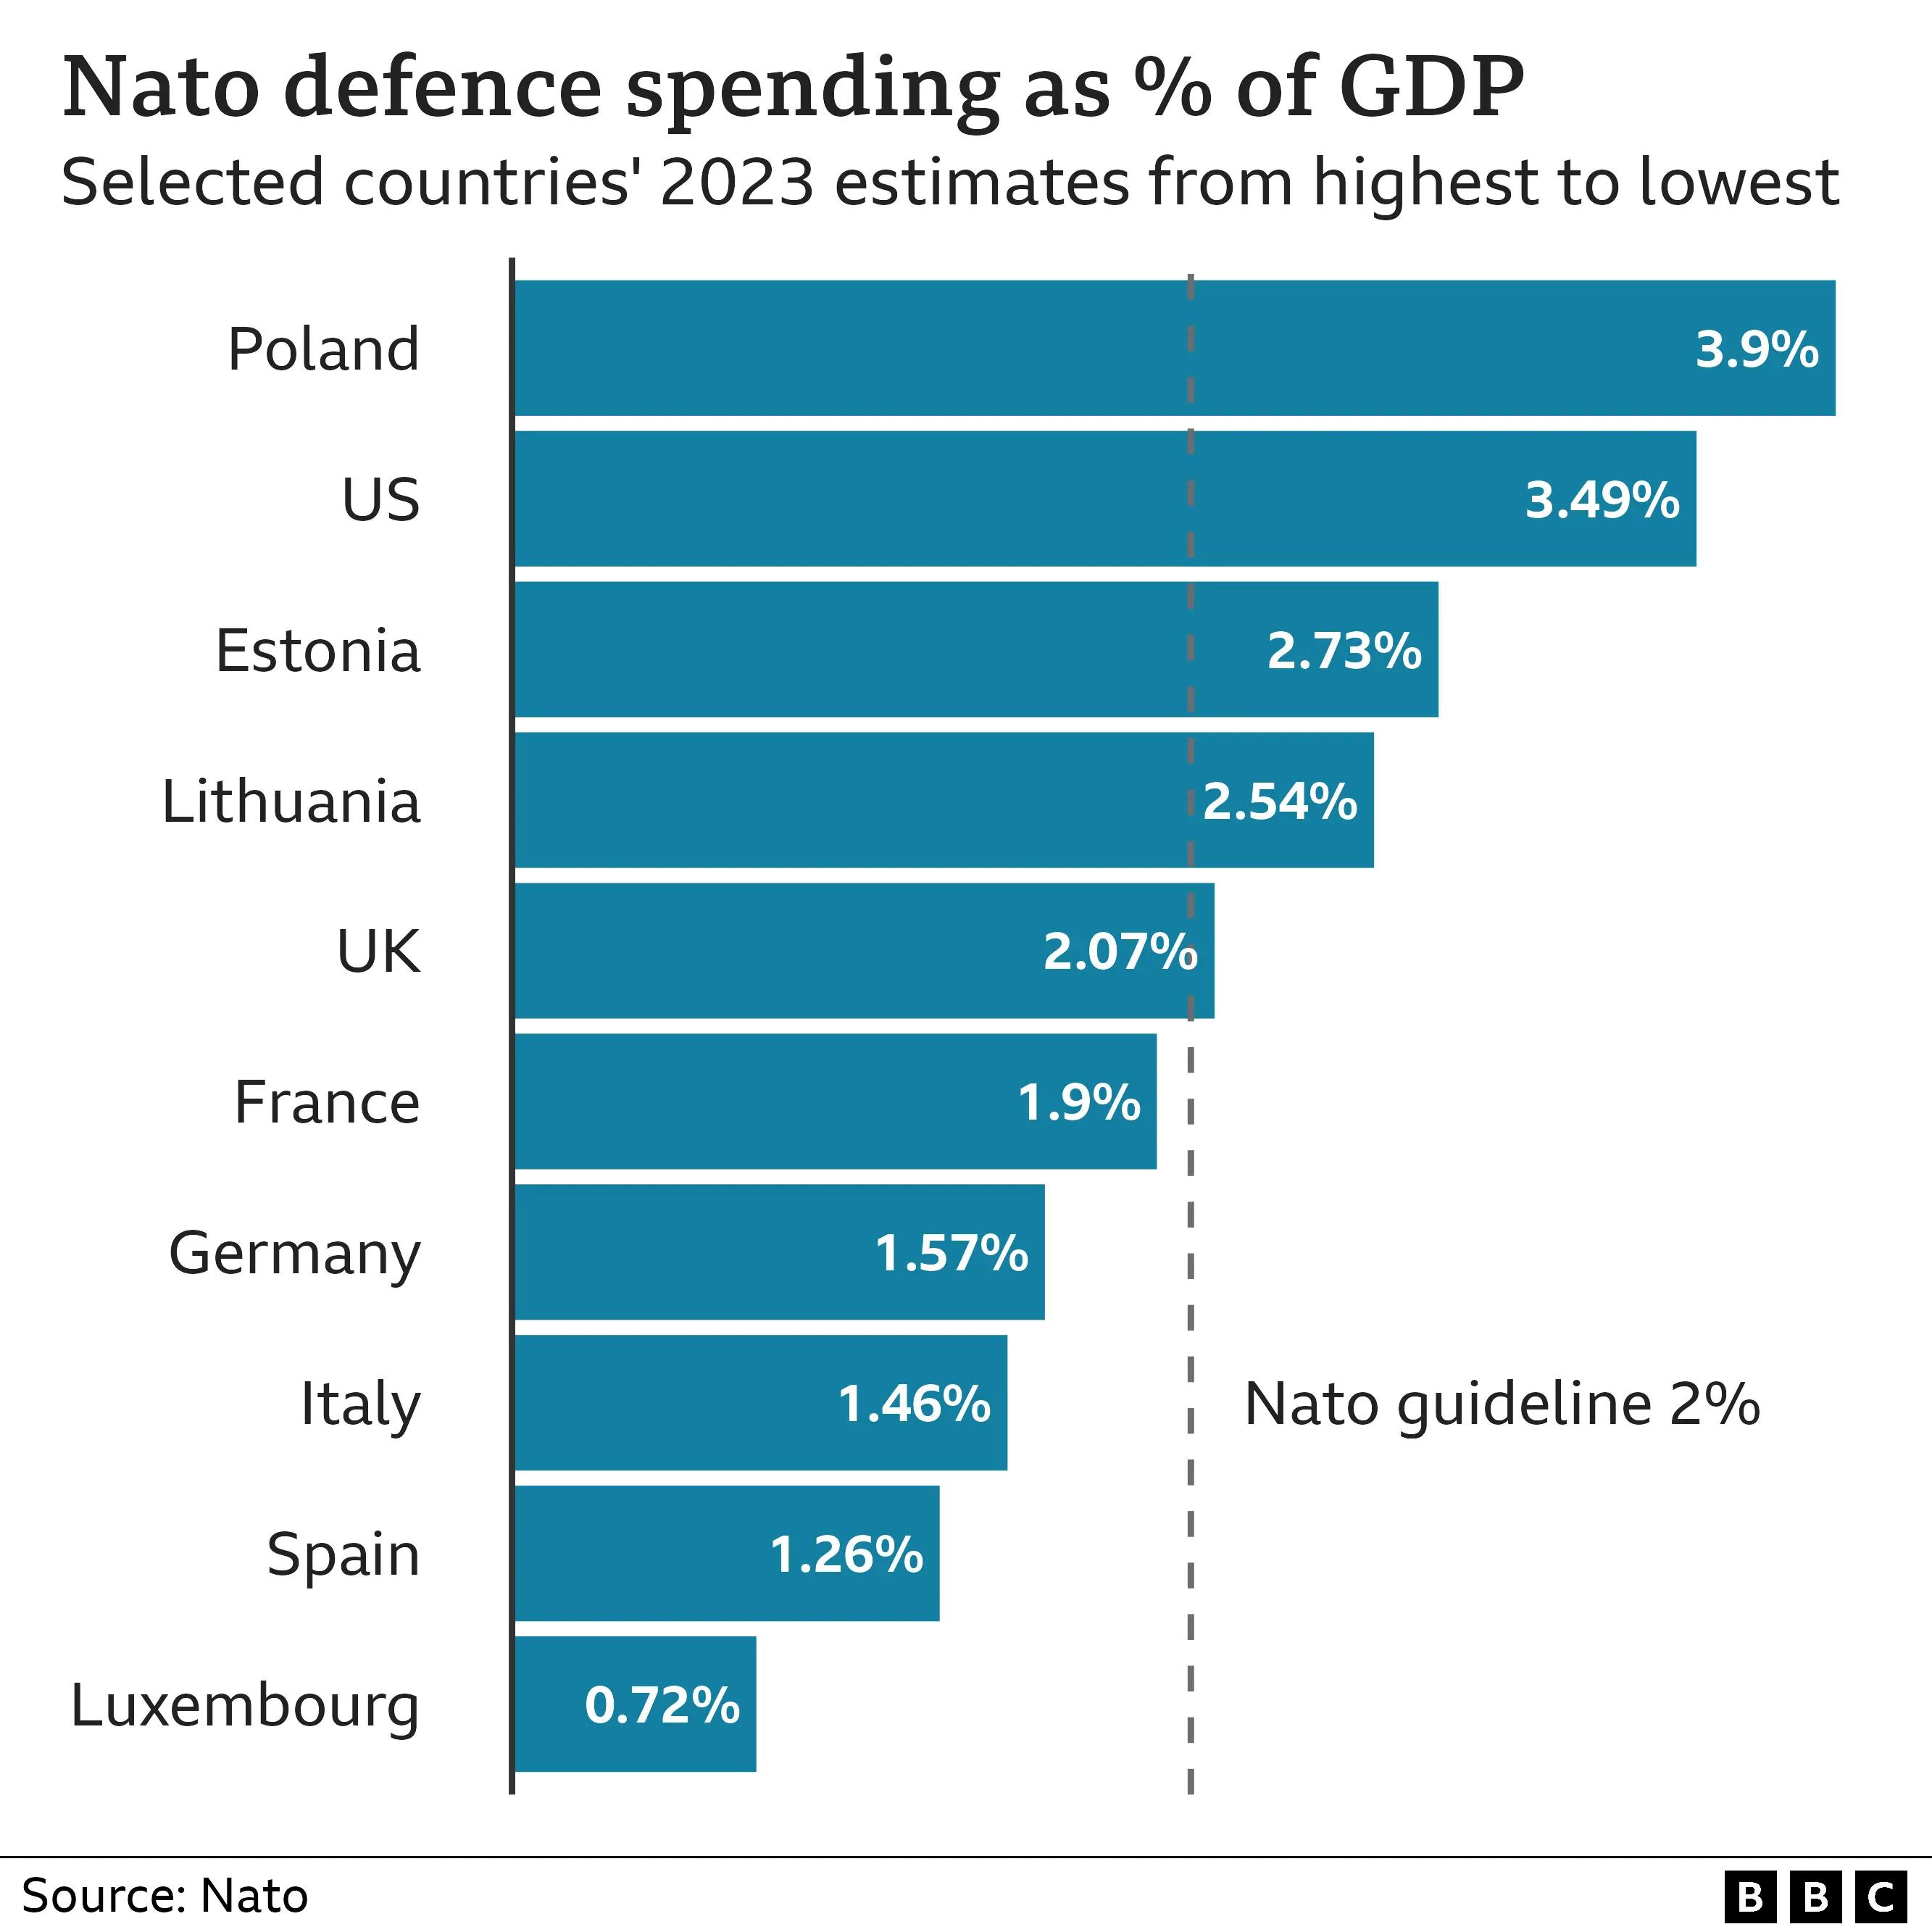 Nato defence spending as % of GDP
Selected countries' 2023 estimates from highest to lowest
Poland 3.9%
US 3.49%
Estonia 2.73%
Lithuania 2.54%
UK 2.07%
France 1.9%
Germany 1.57%
Italy 1.46% Nato guideline 2%
Spain 1.26%
Luxembourg 0.72%
Source: Nato BBC